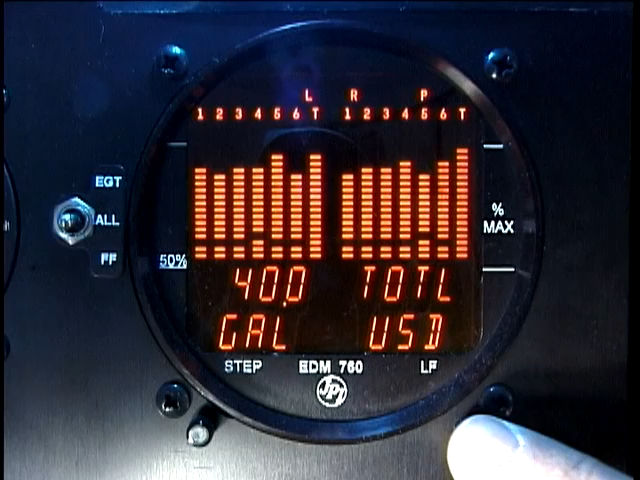 L R P
1 2 3 4 5 6 T 1 2 3 4 5 6 T
EGT
ALL
FF
50%
%
MAX
40.0 TOTL
GAL USD
STEP EDM 760 LF
JPI